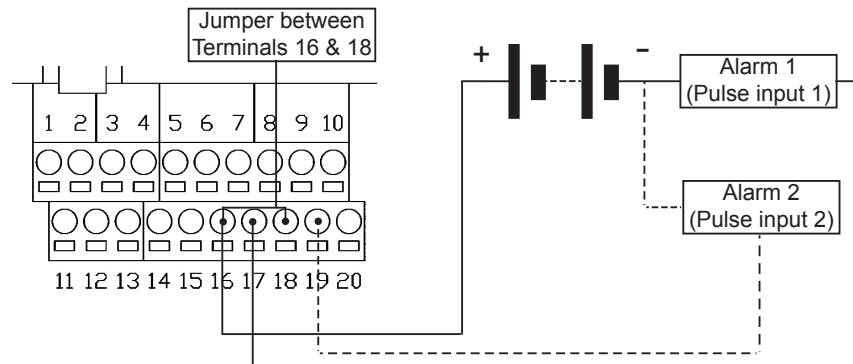 Jumper between
Terminals 16 & 18
+
-
Alarm 1
(Pulse input 1)
1 2 3 4 5 6 7 8 9 10
Alarm 2
(Pulse input 2)
11 12 13 14 15 16 17 18 19 20